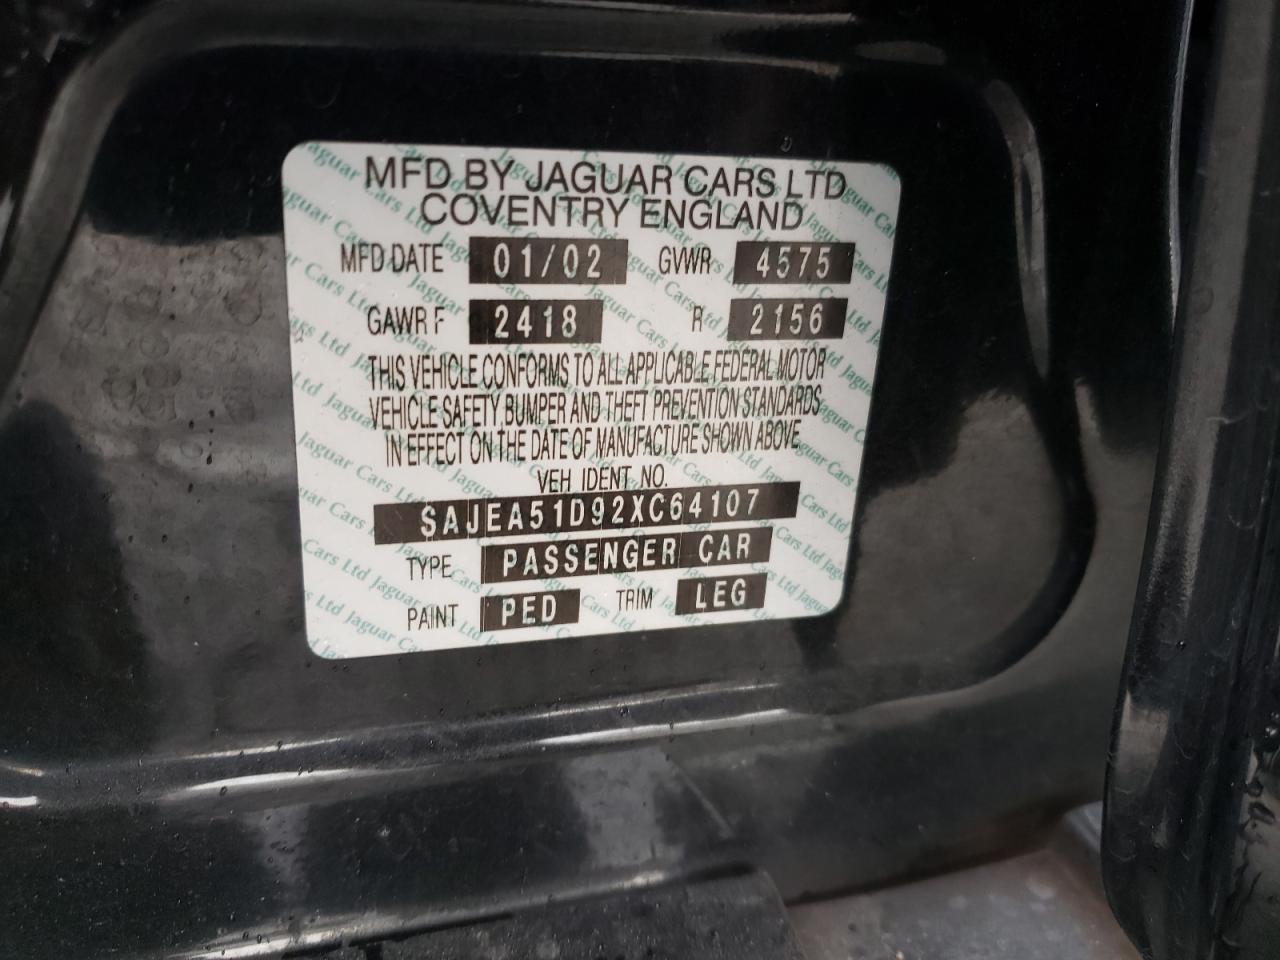 MFD BY JAGUAR CARS LTD
COVENTRY ENGLAND
MFD DATE 01/02 GVWR 4575
GAWR F 2418 R 2156
THIS VEHICLE CONFORMS TO ALL APPLICABLE FEDERAL MOTOR
VEHICLE SAFETY, BUMPER AND THEFT PREVENTION STANDARDS
IN EFFECT ON THE DATE OF MANUFACTURE SHOWN ABOVE.
VEH IDENT. NO.
SAJEA51D92XC64107
TYPE PASSENGER CAR
PAINT PED TRIM LEG